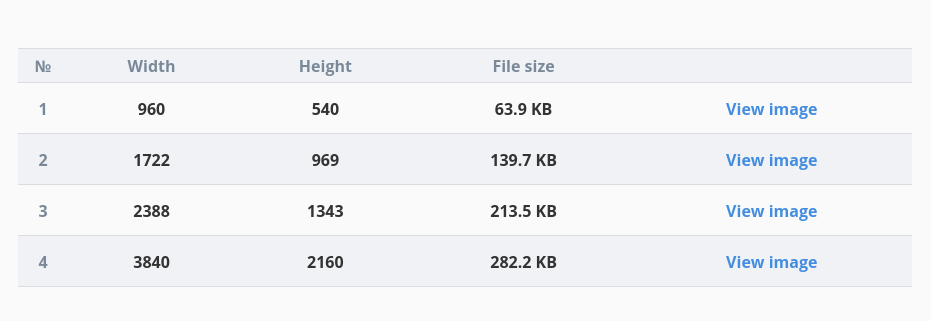 № Width Height File size
1 960 540 63.9 KB View image
2 1722 969 139.7 KB View image
3 2388 1343 213.5 KB View image
4 3840 2160 282.2 KB View image